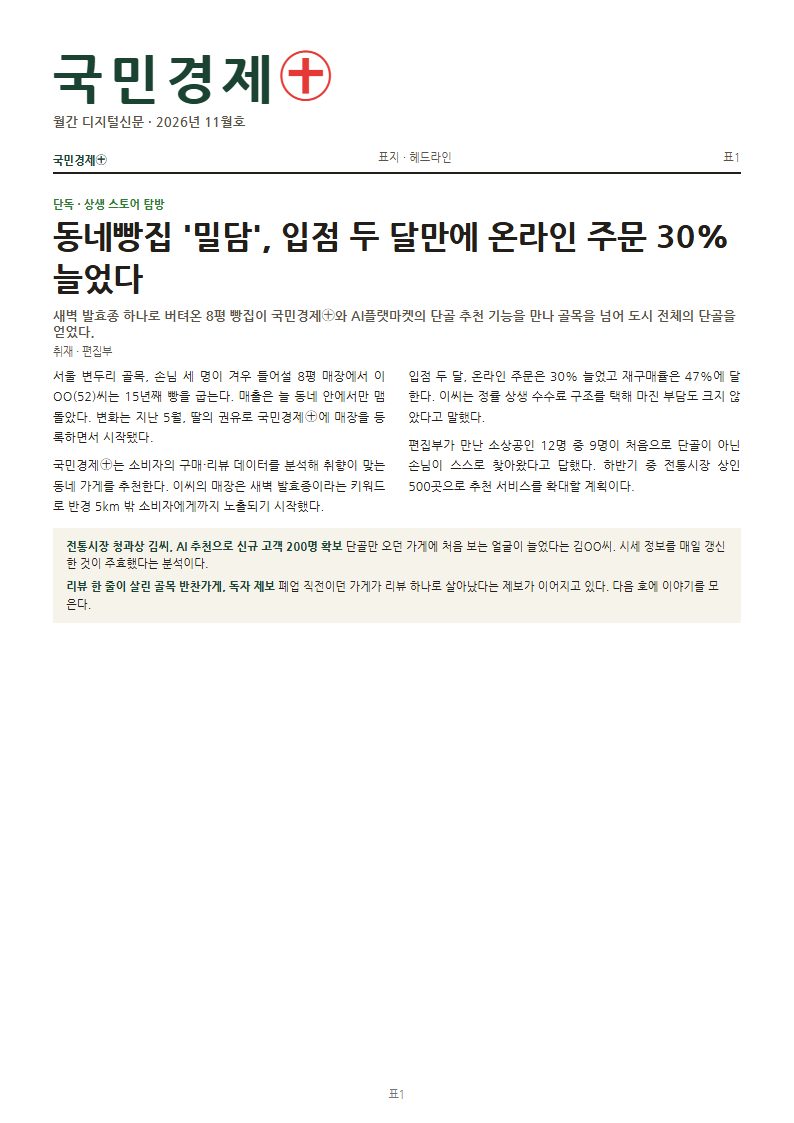 국민경제㊉
월간 디지털신문 · 2026년 11월호
국민경제㊉
표지 · 헤드라인
표1
단독 · 상생 스토어 탐방
동네빵집 '밀담', 입점 두 달만에 온라인 주문 30%
늘었다
새벽 발효종 하나로 버텨온 8평 빵집이 국민경제㊉와 AI플랫마켓의 단골 추천 기능을 만나 골목을 넘어 도시 전체의 단골을
얻었다.
취재 · 편집부
서울 변두리 골목, 손님 세 명이 겨우 들어설 8평 매장에서 이
OO(52)씨는 15년째 빵을 굽는다. 매출은 늘 동네 안에서만 맴
돌았다. 변화는 지난 5월, 딸의 권유로 국민경제㊉에 매장을 등
록하면서 시작됐다.
국민경제㊉는 소비자의 구매·리뷰 데이터를 분석해 취향이 맞는
동네 가게를 추천한다. 이씨의 매장은 새벽 발효종이라는 키워드
로 반경 5km 밖 소비자에게까지 노출되기 시작했다.
입점 두 달, 온라인 주문은 30% 늘었고 재구매율은 47%에 달
한다. 이씨는 정률 상생 수수료 구조를 택해 마진 부담도 크지 않
았다고 말했다.
편집부가 만난 소상공인 12명 중 9명이 처음으로 단골이 아닌
손님이 스스로 찾아왔다고 답했다. 하반기 중 전통시장 상인
500곳으로 추천 서비스를 확대할 계획이다.
전통시장 청과상 김씨, AI 추천으로 신규 고객 200명 확보 단골만 오던 가게에 처음 보는 얼굴이 늘었다는 김OO씨. 시세 정보를 매일 갱신
한 것이 주효했다는 분석이다.
리뷰 한 줄이 살린 골목 반찬가게, 독자 제보 폐업 직전이던 가게가 리뷰 하나로 살아났다는 제보가 이어지고 있다. 다음 호에 이야기를 모
은다.
표1